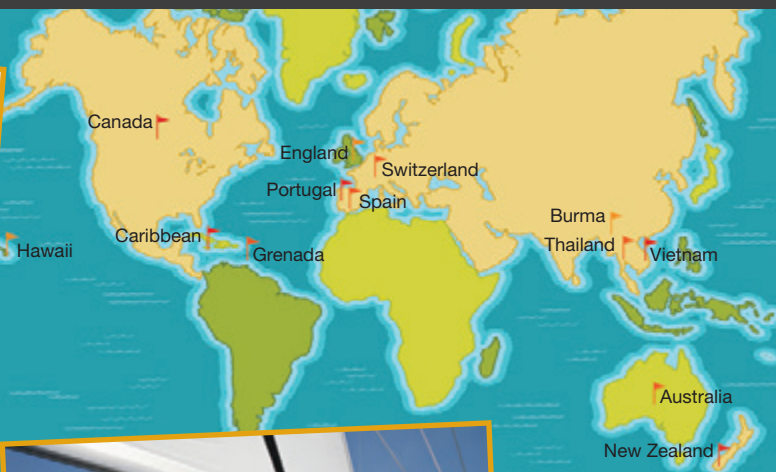 Canada
England
Switzerland
Portugal
Spain
Burma
Caribbean
Thailand
Hawaii
Grenada
Vietnam
Australia
New Zealand